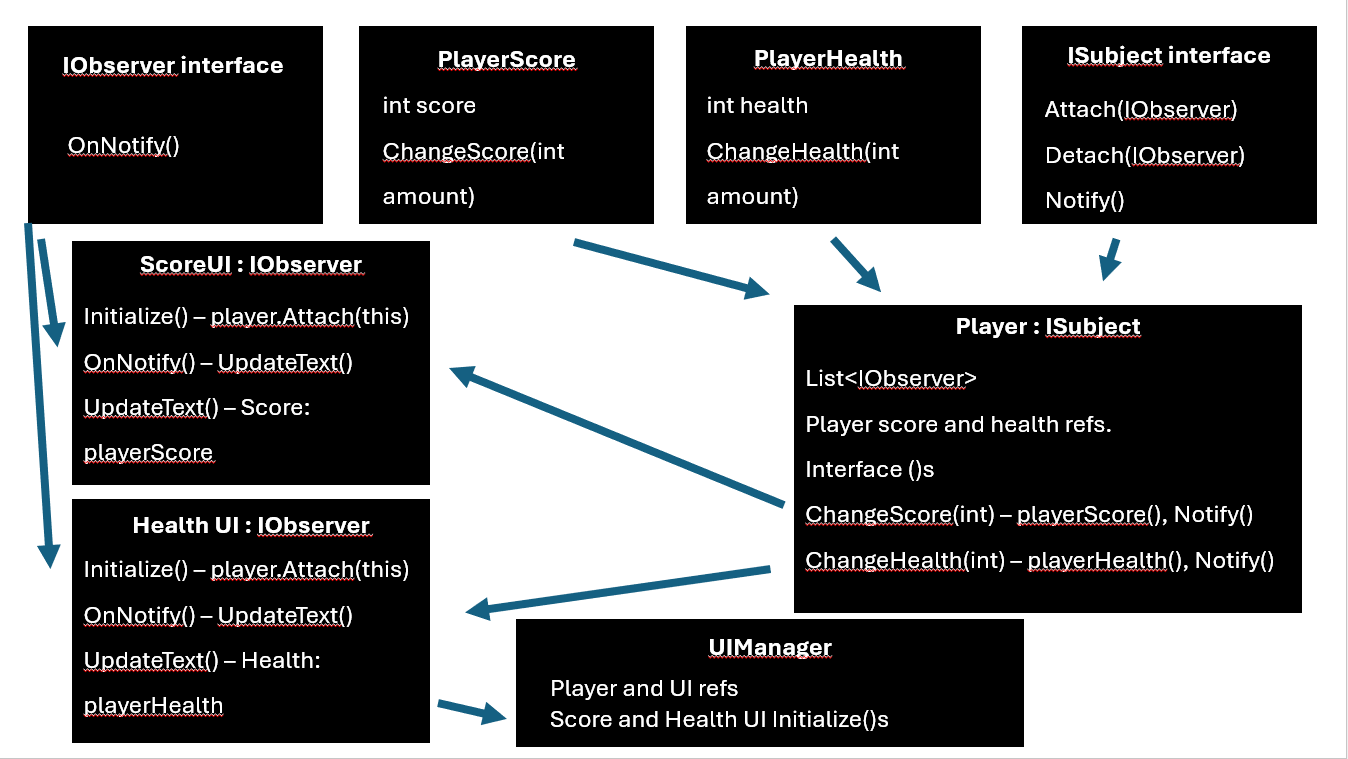 IObserver interface
OnNotify()
PlayerScore
int score
ChangeScore(int
amount)
PlayerHealth
int health
ChangeHealth(int
amount)
ISubject interface
Attach(IObserver)
Detach(IObserver)
Notify()
ScoreUI : IObserver
Initialize() – player.Attach(this)
OnNotify() – UpdateText()
UpdateText() – Score:
playerScore
Player : ISubject
List<IObserver>
Player score and health refs.
Interface ()s
ChangeScore(int) – playerScore(), Notify()
ChangeHealth(int) – playerHealth(), Notify()
Health UI : IObserver
Initialize() – player.Attach(this)
OnNotify() – UpdateText()
UpdateText() – Health:
playerHealth
UIManager
Player and UI refs
Score and Health UI Initialize()s